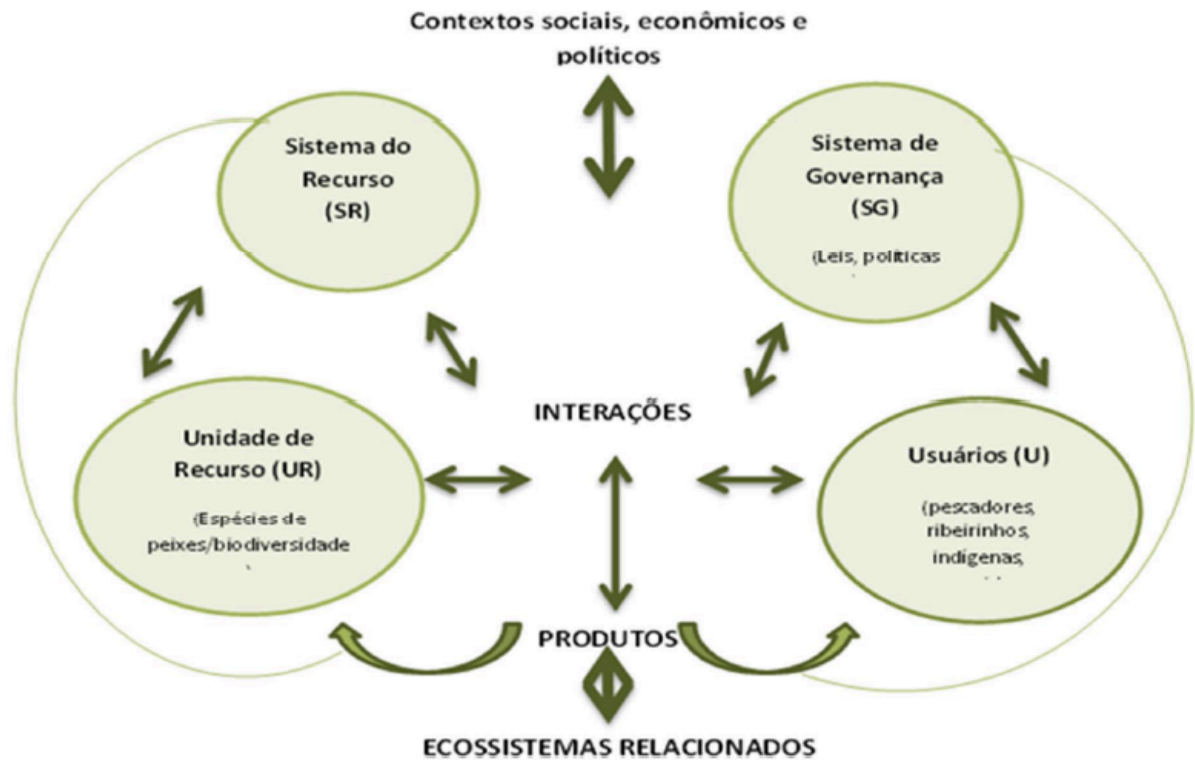 Contextos sociais, econômicos e
políticos
Sistema do
Recurso
(SR)
Sistema de
Governança
(SG)
(Leis, políticas
INTERAÇÕES
Unidade de
Recurso (UR)
(Espécies de
peixes/biodiversidade
Usuários (U)
(pescadores,
ribeirinhos,
indígenas,
PRODUTOS
ECOSSISTEMAS RELACIONADOS